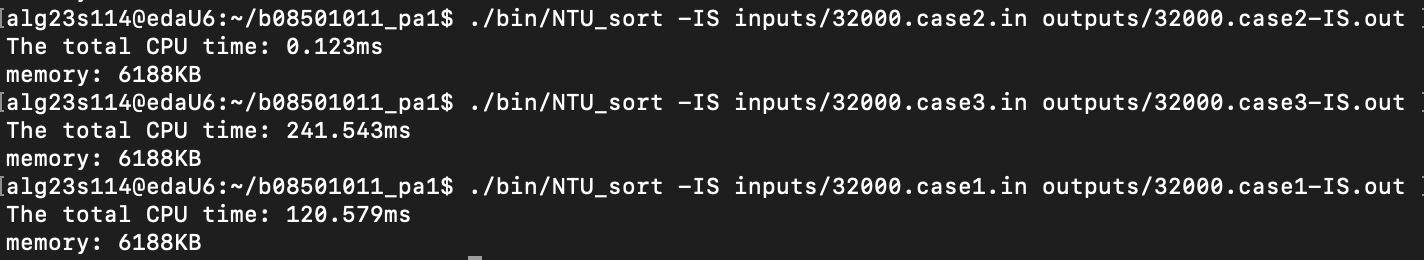 [alg23s114@edaU6:~/b08501011_pa1$ ./bin/NTU_sort -IS inputs/32000.case2.in outputs/32000.case2-IS.out
The total CPU time: 0.123ms
memory: 6188KB
[alg23s114@edaU6:~/b08501011_pa1$ ./bin/NTU_sort -IS inputs/32000.case3.in outputs/32000.case3-IS.out
The total CPU time: 241.543ms
memory: 6188KB
[alg23s114@edaU6:~/b08501011_pa1$ ./bin/NTU_sort -IS inputs/32000.case1.in outputs/32000.case1-IS.out
The total CPU time: 120.579ms
memory: 6188KB